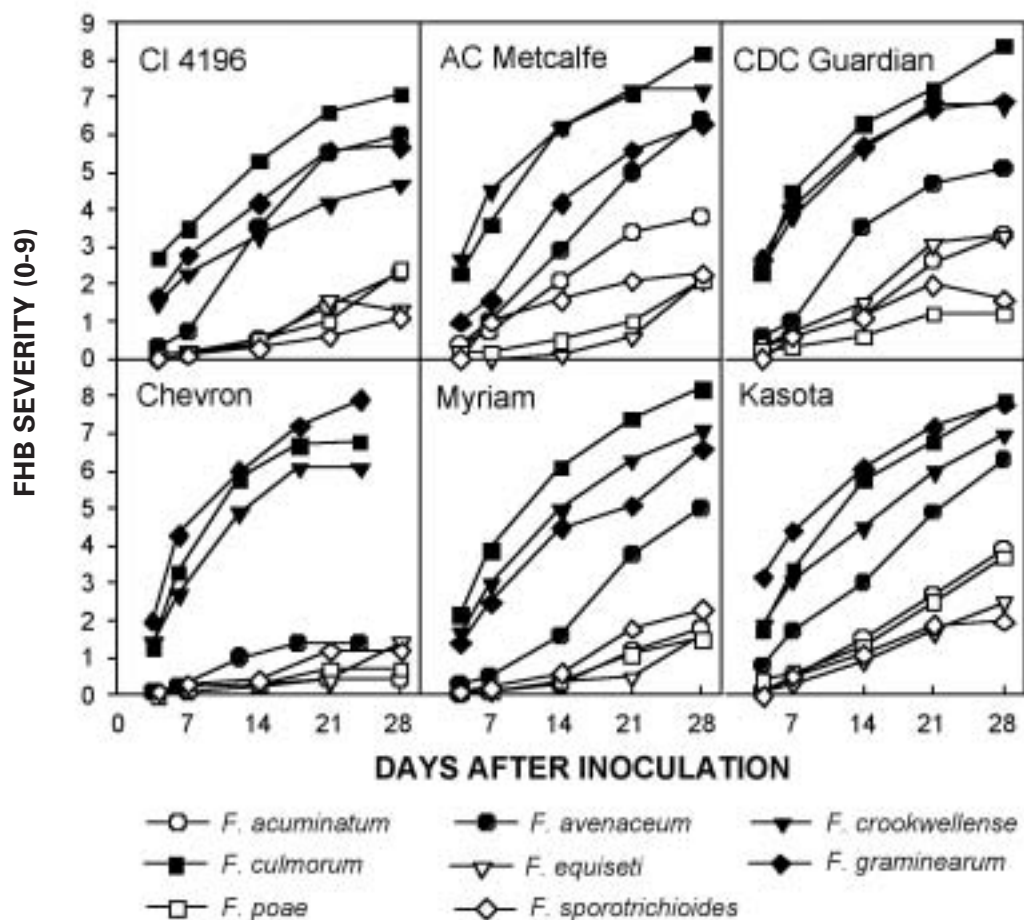 FHB SEVERITY (0-9)
9
8
7
6
5
4
3
2
1
0
CI 4196
AC Metcalfe
CDC Guardian
8
7
6
5
4
3
2
1
0
Chevron
Myriam
Kasota
0 7 14 21 28 7 14 21 28 7 14 21 28
DAYS AFTER INOCULATION
F. acuminatum F. avenaceum F. crookwellense
F. culmorum F. equiseti F. graminearum
F. poae F. sporotrichioides